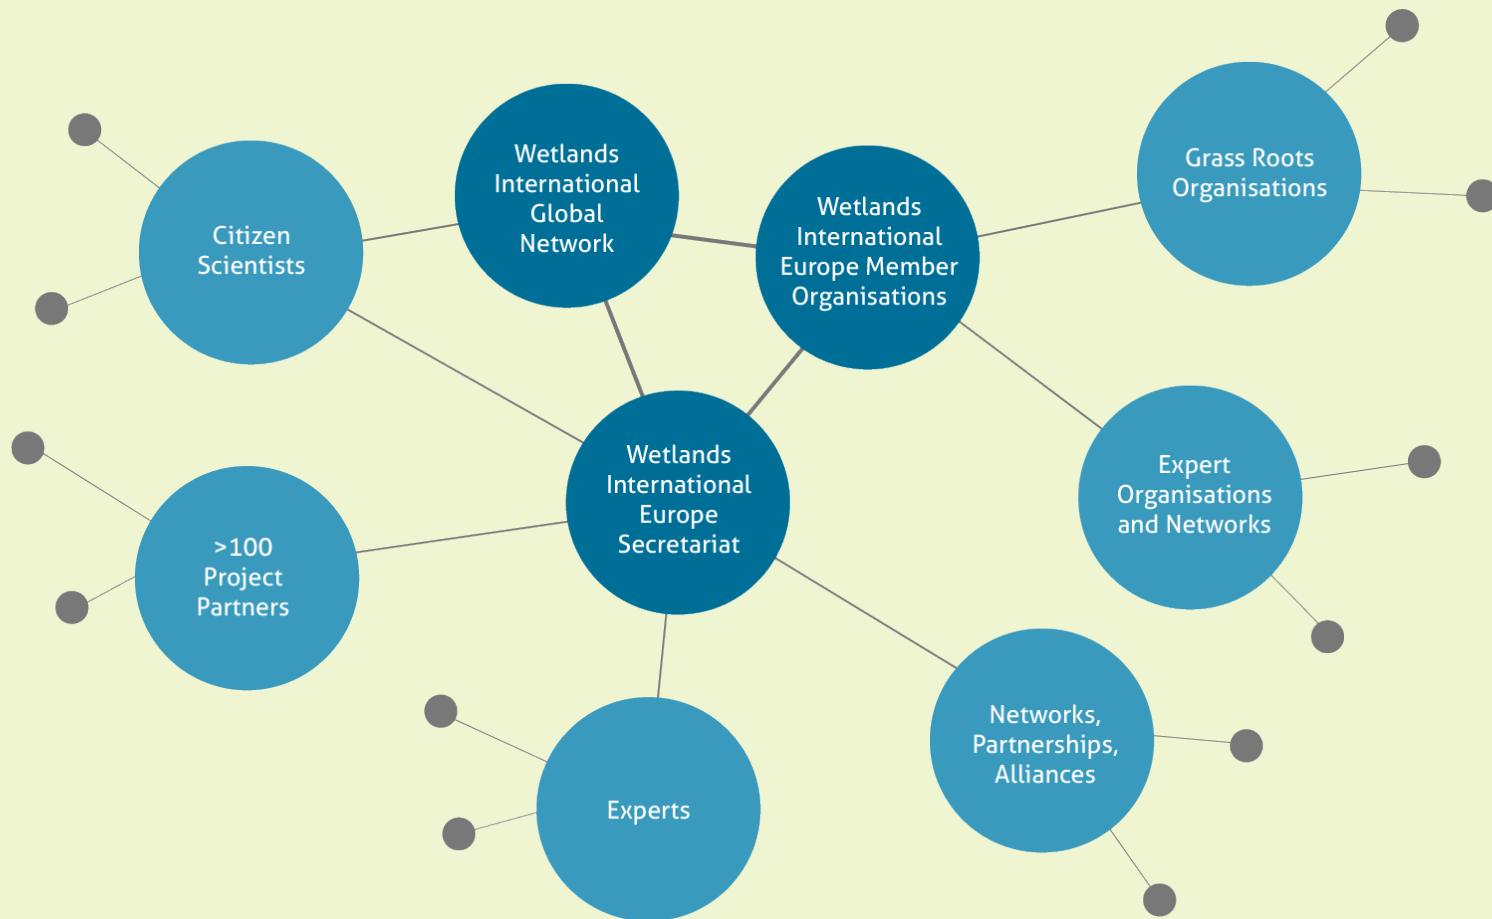 Wetlands
International
Global
Network
Wetlands
International
Europe Member
Organisations
Grass Roots
Organisations
Citizen
Scientists
Wetlands
International
Europe
Secretariat
Expert
Organisations
and Networks
>100
Project
Partners
Networks,
Partnerships,
Alliances
Experts